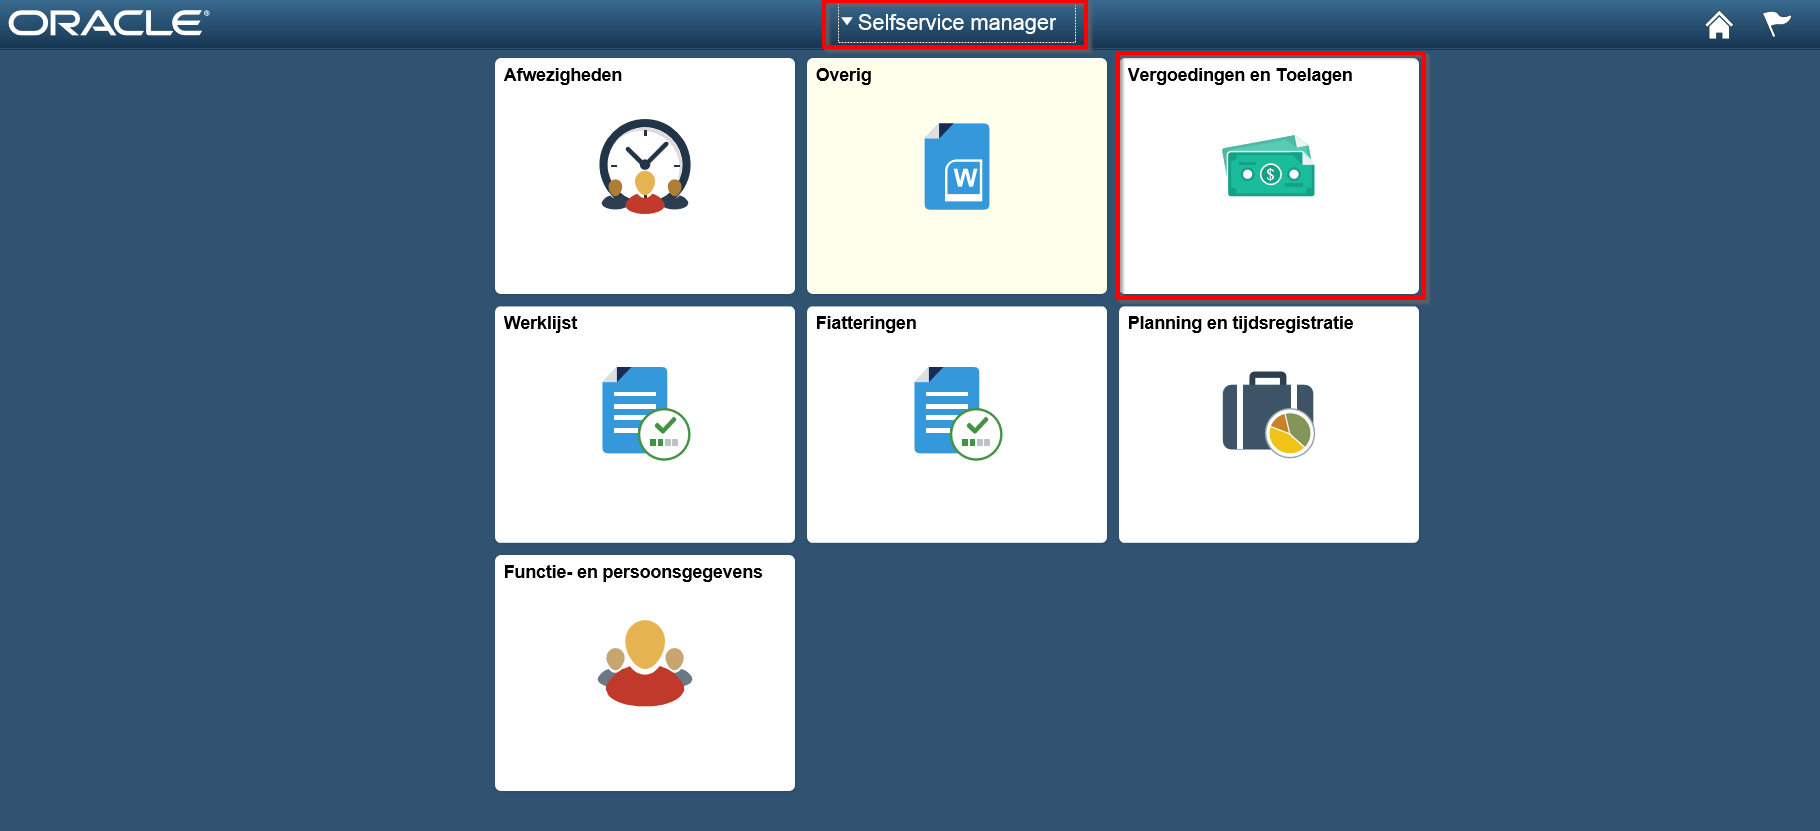 ORACLE®
Selfservice manager
Afwezigheden
Overig
W
Vergoedingen en Toelagen
$
Werklijst
Fiatteringen
Planning en tijdsregistratie
Functie- en persoonsgegevens